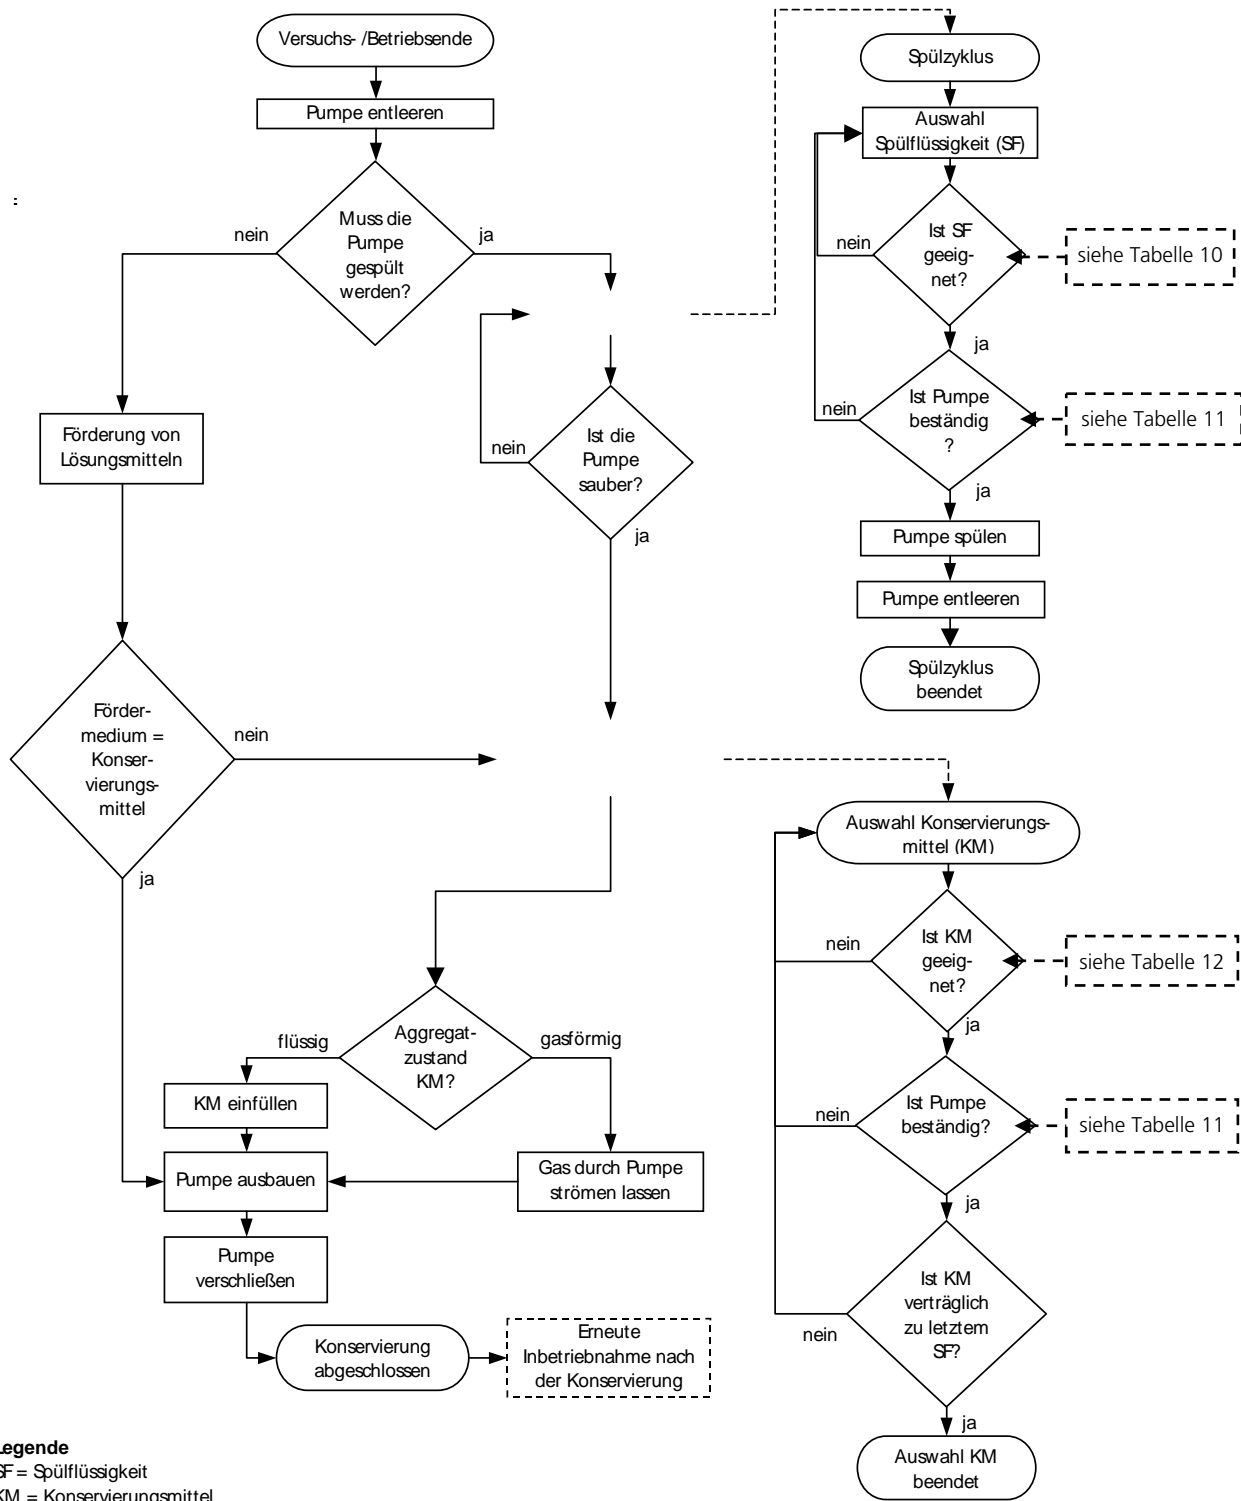 Versuchs- /Betriebsende
Pumpe entleeren
Muss die
Pumpe
gespült
werden?
nein
ja
Förderung von
Lösungsmitteln
Ist die
Pumpe
sauber?
nein
ja
Förder-
medium =
Konser-
vierungs-
mittel
nein
ja
Aggregat-
zustand
KM?
flüssig
gasförmig
KM einfüllen
Pumpe ausbauen
Gas durch Pumpe
strömen lassen
Pumpe
verschließen
Konservierung
abgeschlossen
Erneute
Inbetriebnahme nach
der Konservierung
Spülzyklus
Auswahl
Spülflüssigkeit (SF)
Ist SF
geeig-
net?
nein
siehe Tabelle 10
ja
Ist Pumpe
beständig
?
nein
siehe Tabelle 11
ja
Pumpe spülen
Pumpe entleeren
Spülzyklus
beendet
Auswahl Konservierungs-
mittel (KM)
Ist KM
geeig-
net?
nein
siehe Tabelle 12
ja
Ist Pumpe
beständig?
nein
siehe Tabelle 11
ja
Ist KM
verträglich
zu letztem
SF?
nein
ja
Auswahl KM
beendet
Legende
SF = Spülflüssigkeit
KM = Konservierungsmittel